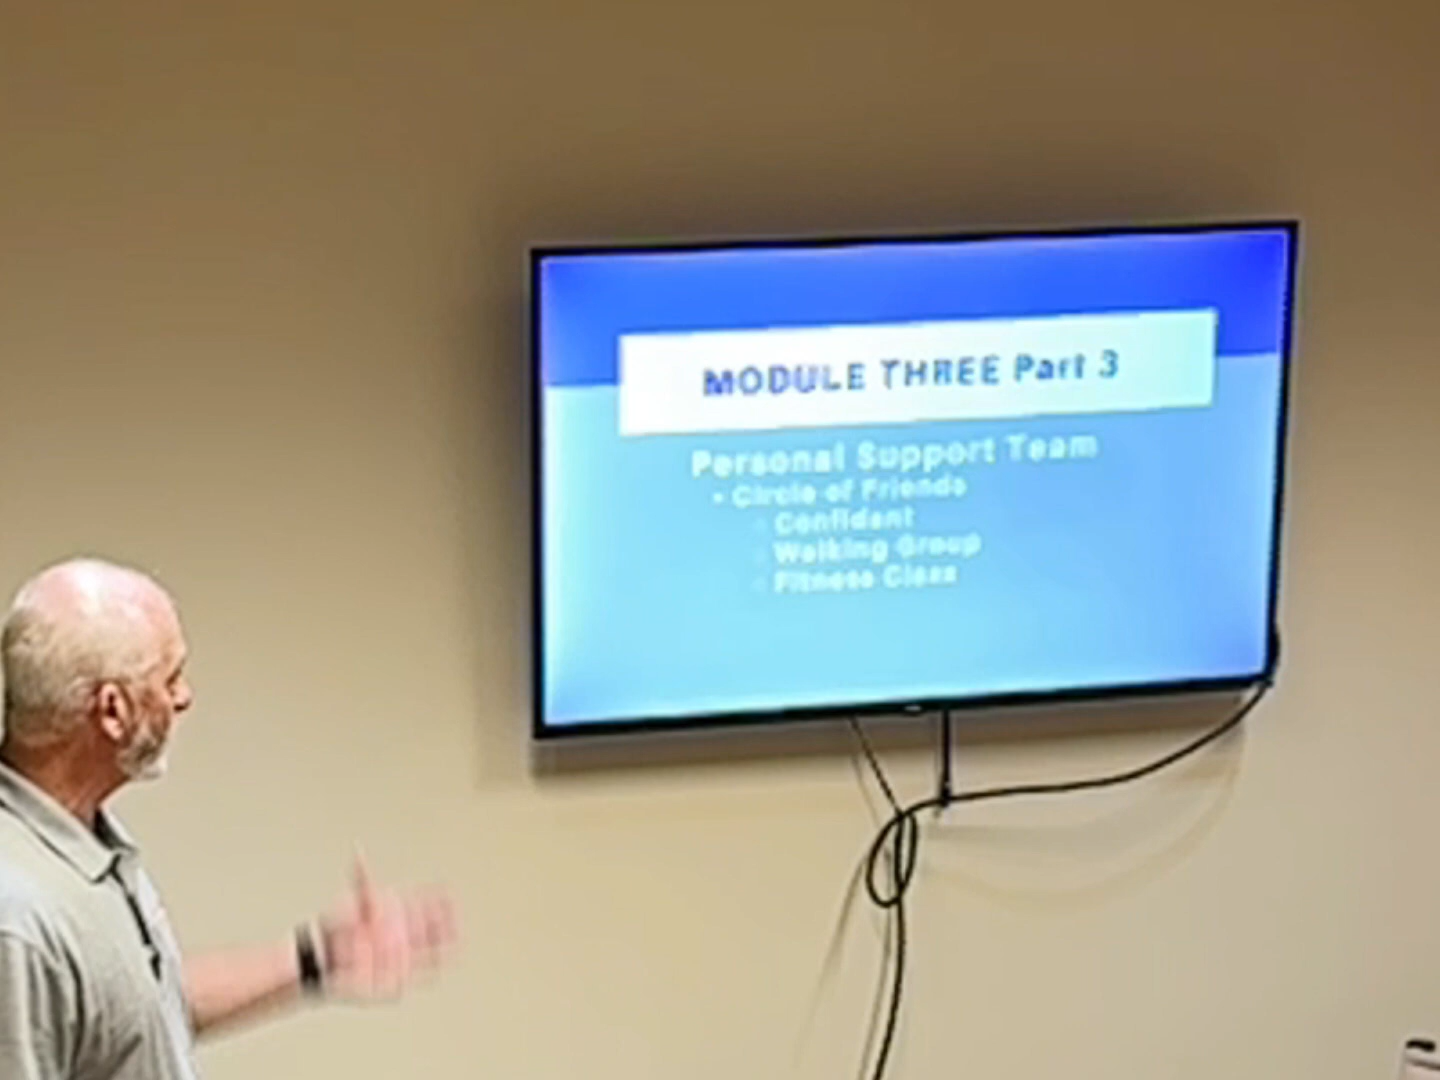 MODULE THREE Part 3
Personal Support Team
• Circle of Friends
Confidant
Walking Group
Fitness Class